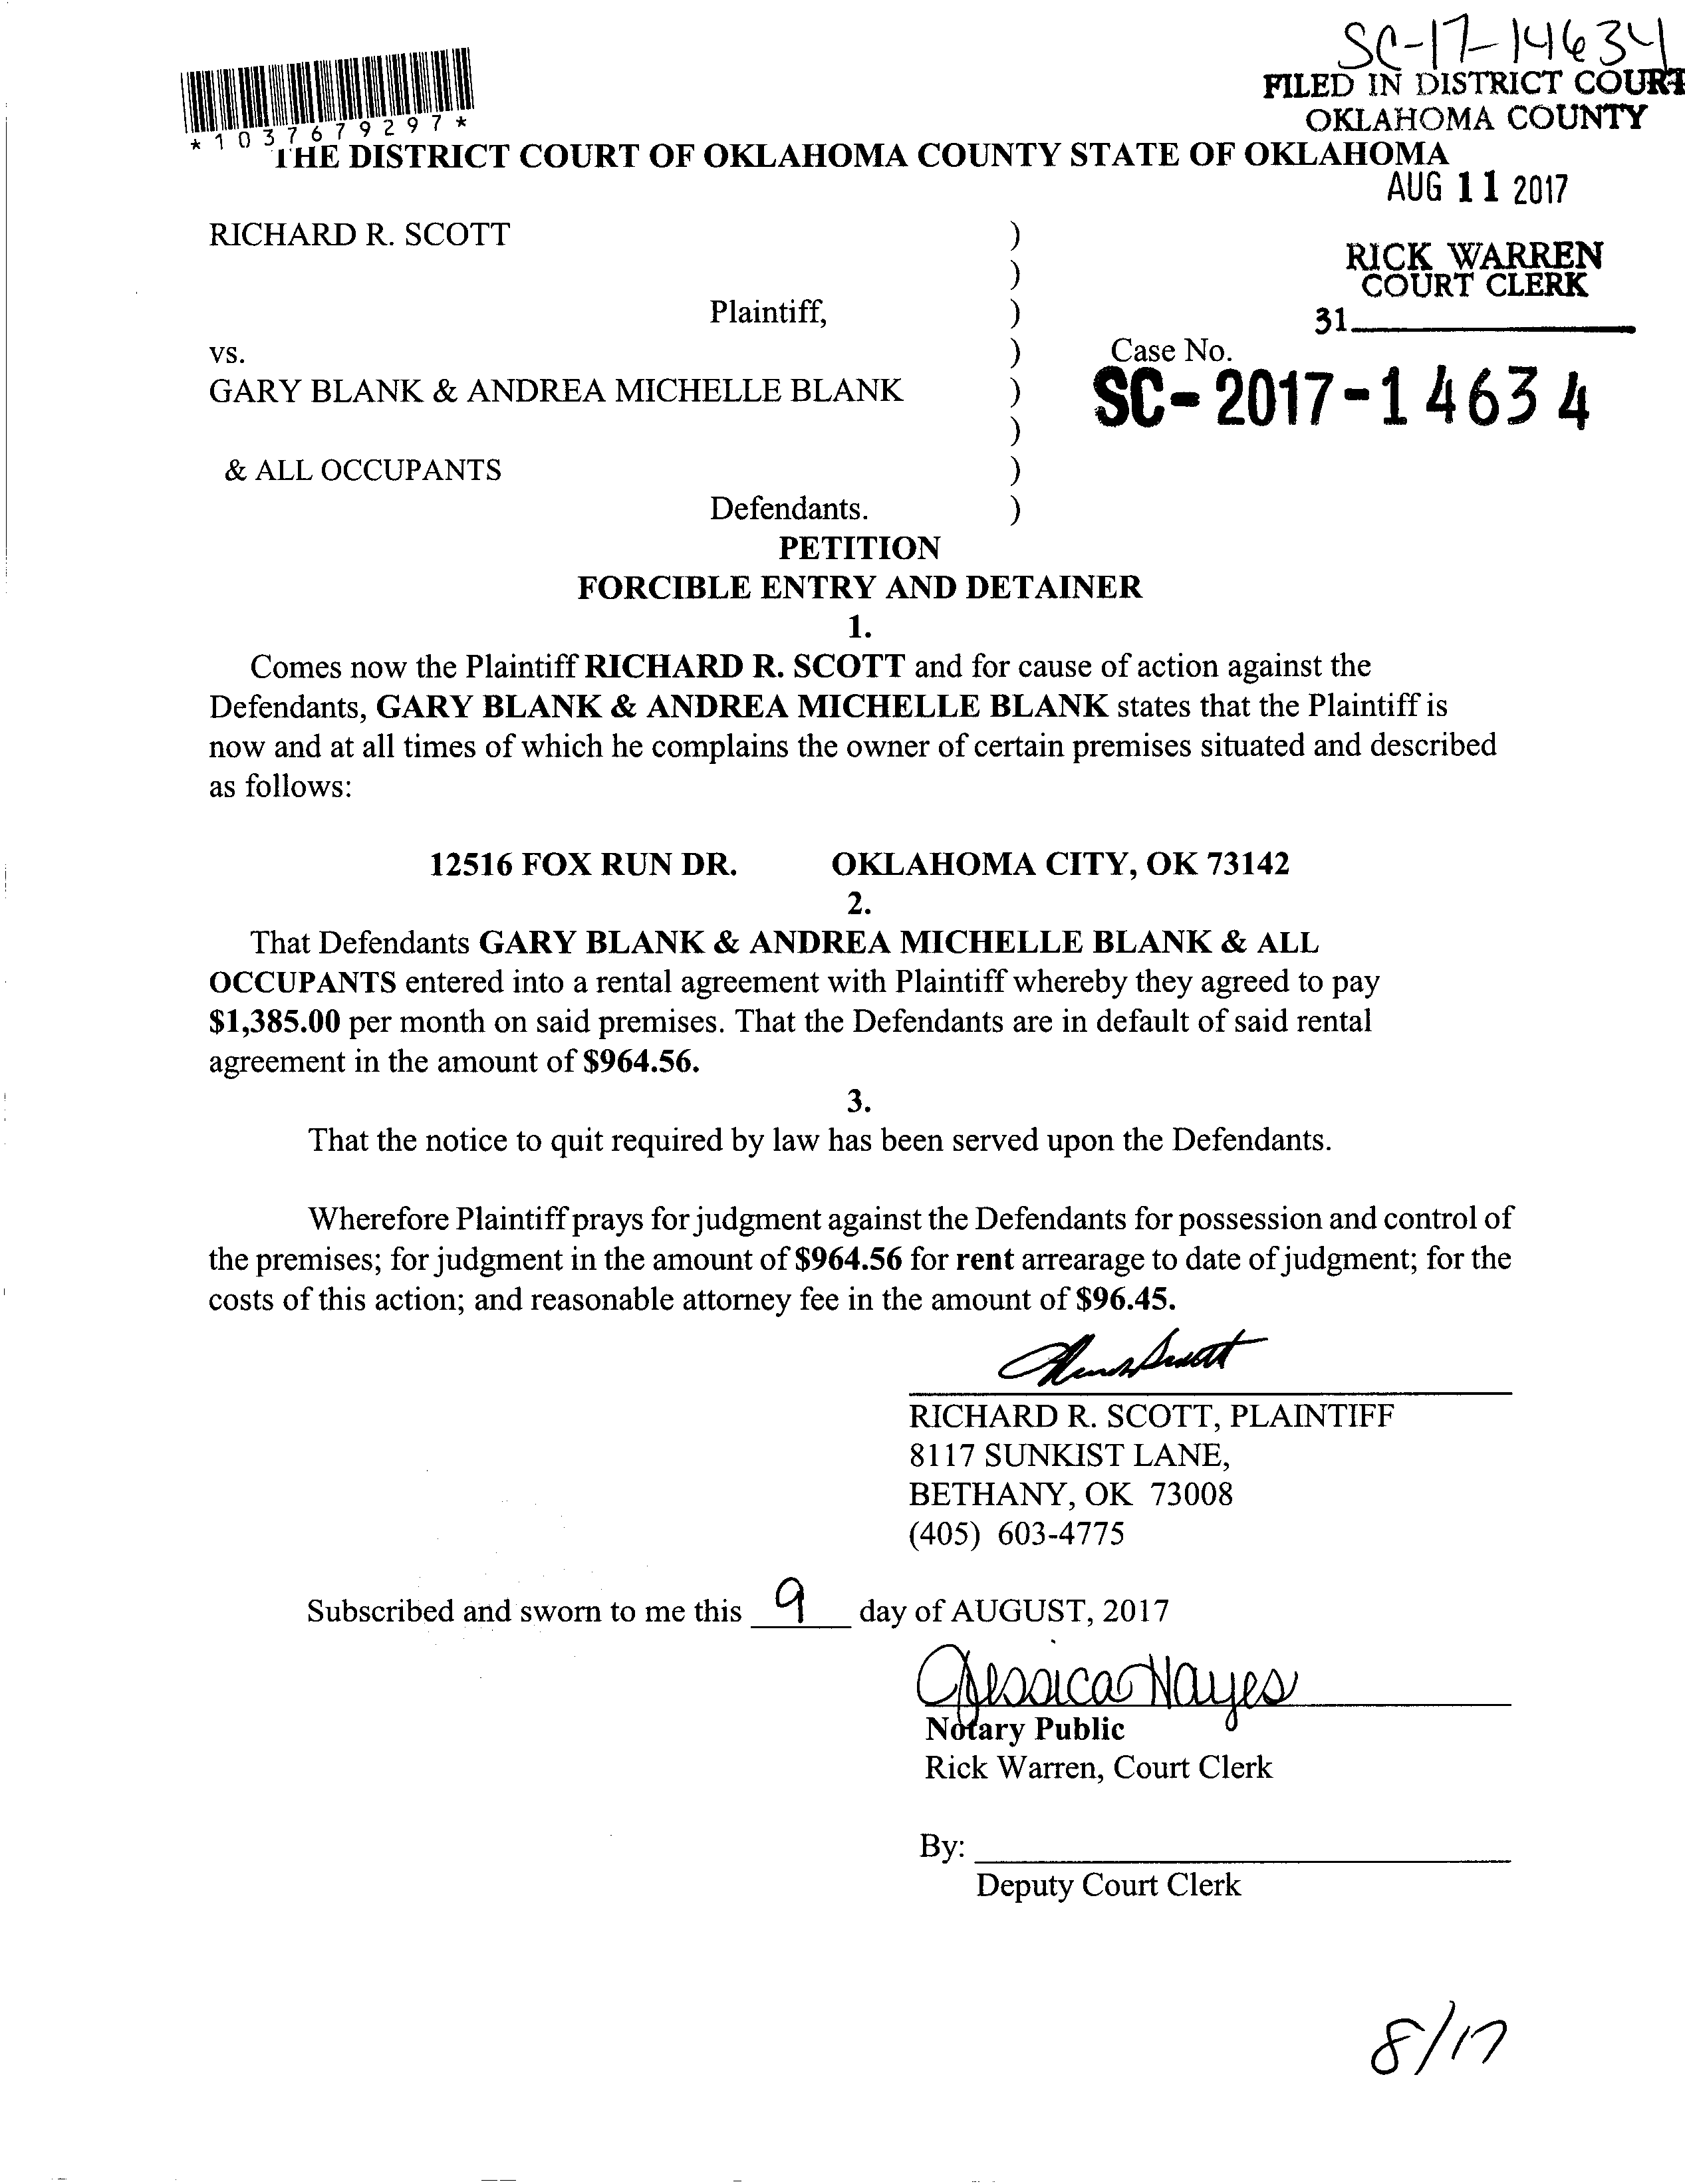 SC-17-14634
FILED IN DISTRICT COURT
OKLAHOMA COUNTY
*1037679297*
THE DISTRICT COURT OF OKLAHOMA COUNTY STATE OF OKLAHOMA
AUG 11 2017
RICHARD R. SCOTT )
)
RICK WARREN
COURT CLERK
Plaintiff, )
31
vs. )
Case No.
GARY BLANK & ANDREA MICHELLE BLANK )
SC-2017-14634
)
& ALL OCCUPANTS )
Defendants. )
PETITION
FORCIBLE ENTRY AND DETAINER
1.
Comes now the Plaintiff RICHARD R. SCOTT and for cause of action against the
Defendants, GARY BLANK & ANDREA MICHELLE BLANK states that the Plaintiff is
now and at all times of which he complains the owner of certain premises situated and described
as follows:
12516 FOX RUN DR. OKLAHOMA CITY, OK 73142
2.
That Defendants GARY BLANK & ANDREA MICHELLE BLANK & ALL
OCCUPANTS entered into a rental agreement with Plaintiff whereby they agreed to pay
$1,385.00 per month on said premises. That the Defendants are in default of said rental
agreement in the amount of $964.56.
3.
That the notice to quit required by law has been served upon the Defendants.
Wherefore Plaintiff prays for judgment against the Defendants for possession and control of
the premises; for judgment in the amount of $964.56 for rent arrearage to date of judgment; for the
costs of this action; and reasonable attorney fee in the amount of $96.45.
RICHARD R. SCOTT, PLAINTIFF
8117 SUNKIST LANE,
BETHANY, OK 73008
(405) 603-4775
Subscribed and sworn to me this 9 day of AUGUST, 2017
Jessica Hayes
Notary Public
Rick Warren, Court Clerk
By:
Deputy Court Clerk
8/17